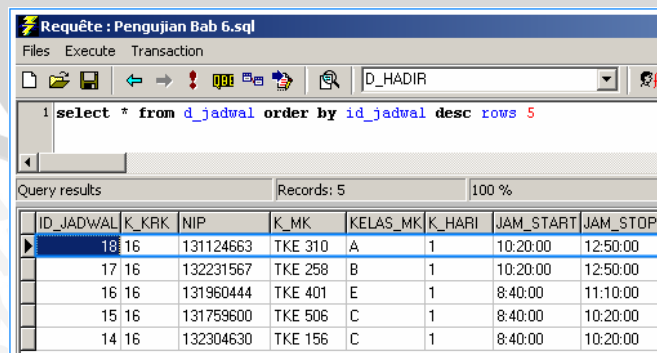 Requête : Pengujian Bab 6.sql
Files Execute Transaction
D_HADIR
1 select * from d_jadwal order by id_jadwal desc rows 5
Query results Records: 5 100 %
ID_JADWAL K_KRK NIP K_MK KELAS_MK K_HARI JAM_START JAM_STOP
18 16 131124663 TKE 310 A 1 10:20:00 12:50:00
17 16 132231567 TKE 258 B 1 10:20:00 12:50:00
16 16 131960444 TKE 401 E 1 8:40:00 11:10:00
15 16 131759600 TKE 506 C 1 8:40:00 10:20:00
14 16 132304630 TKE 156 C 1 8:40:00 10:20:00